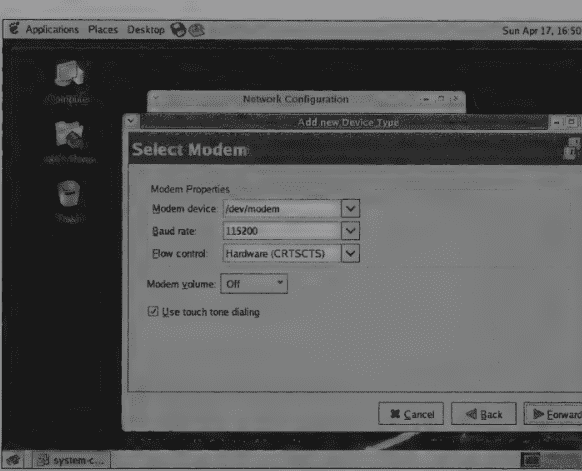 Applications Places Desktop Sun Apr 17, 16:50
Computer
Network Configuration
Add new Device Type
Select Modem
Trash
Modem Properties
Modem device: /dev/modem
Baud rate: 115200
Flow control: Hardware (CRTSCTS)
Modem volume: Off
Use touch tone dialing
Cancel Back Forward
system-c...